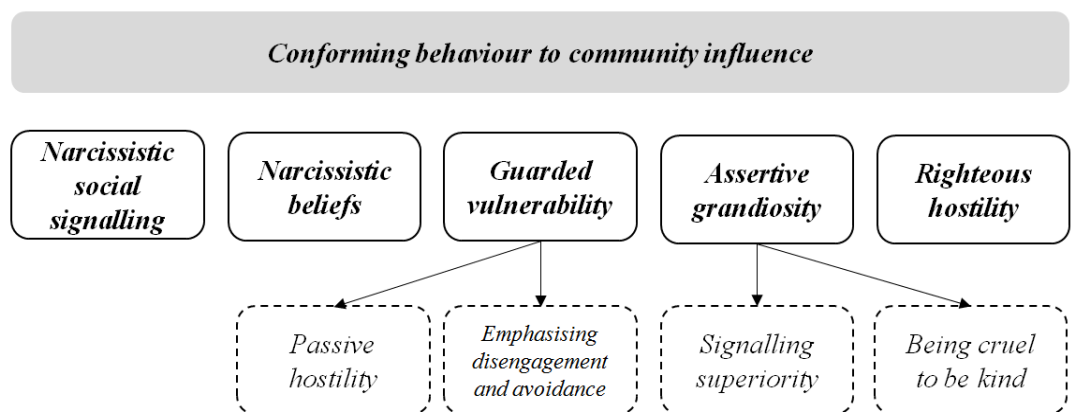 Conforming behaviour to community influence
Narcissistic
social
signalling
Narcissistic
beliefs
Guarded
vulnerability
Assertive
grandiosity
Righteous
hostility
Passive
hostility
Emphasising
disengagement
and avoidance
Signalling
superiority
Being cruel
to be kind